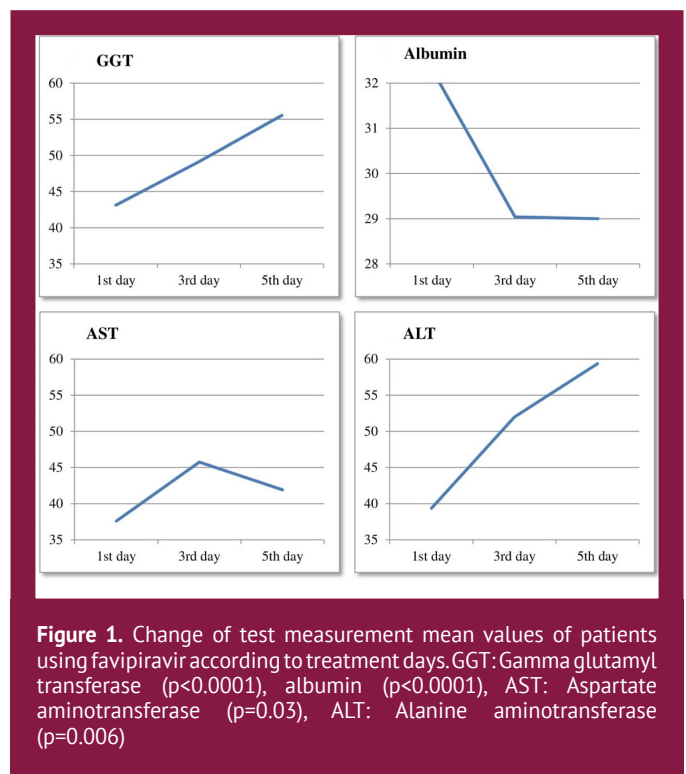 GGT
60
55
50
45
40
35
1st day 3rd day 5th day
Albumin
32
31
30
29
28
1st day 3rd day 5th day
AST
60
55
50
45
40
35
1st day 3rd day 5th day
ALT
60
55
50
45
40
35
1st day 3rd day 5th day
Figure 1. Change of test measurement mean values of patients
using favipiravir according to treatment days. GGT: Gamma glutamyl
transferase (p<0.0001), albumin (p<0.0001), AST: Aspartate
aminotransferase (p=0.03), ALT: Alanine aminotransferase
(p=0.006)